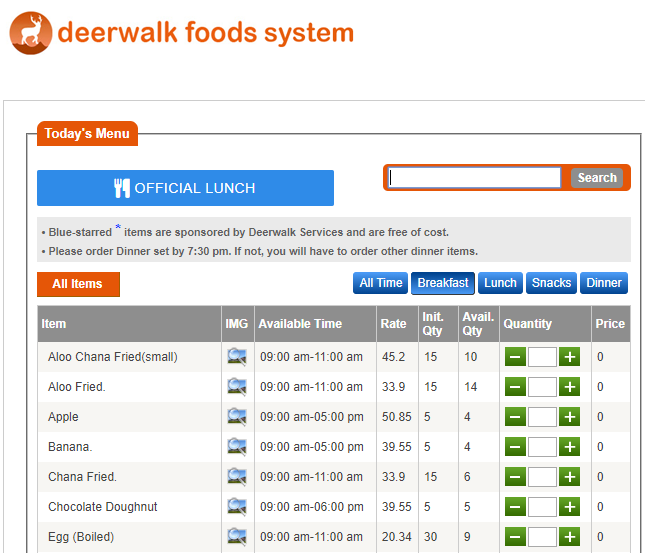 deerwalk foods system
Today's Menu
OFFICIAL LUNCH
Search
• Blue-starred * items are sponsored by Deerwalk Services and are free of cost.
• Please order Dinner set by 7:30 pm. If not, you will have to order other dinner items.
All Items All Time Breakfast Lunch Snacks Dinner
Item IMG Available Time Rate Init. Qty Avail. Qty Quantity Price
Aloo Chana Fried(small) 09:00 am-11:00 am 45.2 15 10 − + 0
Aloo Fried. 09:00 am-11:00 am 33.9 15 14 − + 0
Apple 09:00 am-05:00 pm 50.85 5 4 − + 0
Banana. 09:00 am-05:00 pm 39.55 5 4 − + 0
Chana Fried. 09:00 am-11:00 am 33.9 15 6 − + 0
Chocolate Doughnut 09:00 am-06:00 pm 39.55 5 5 − + 0
Egg (Boiled) 09:00 am-11:00 am 20.34 30 9 − + 0